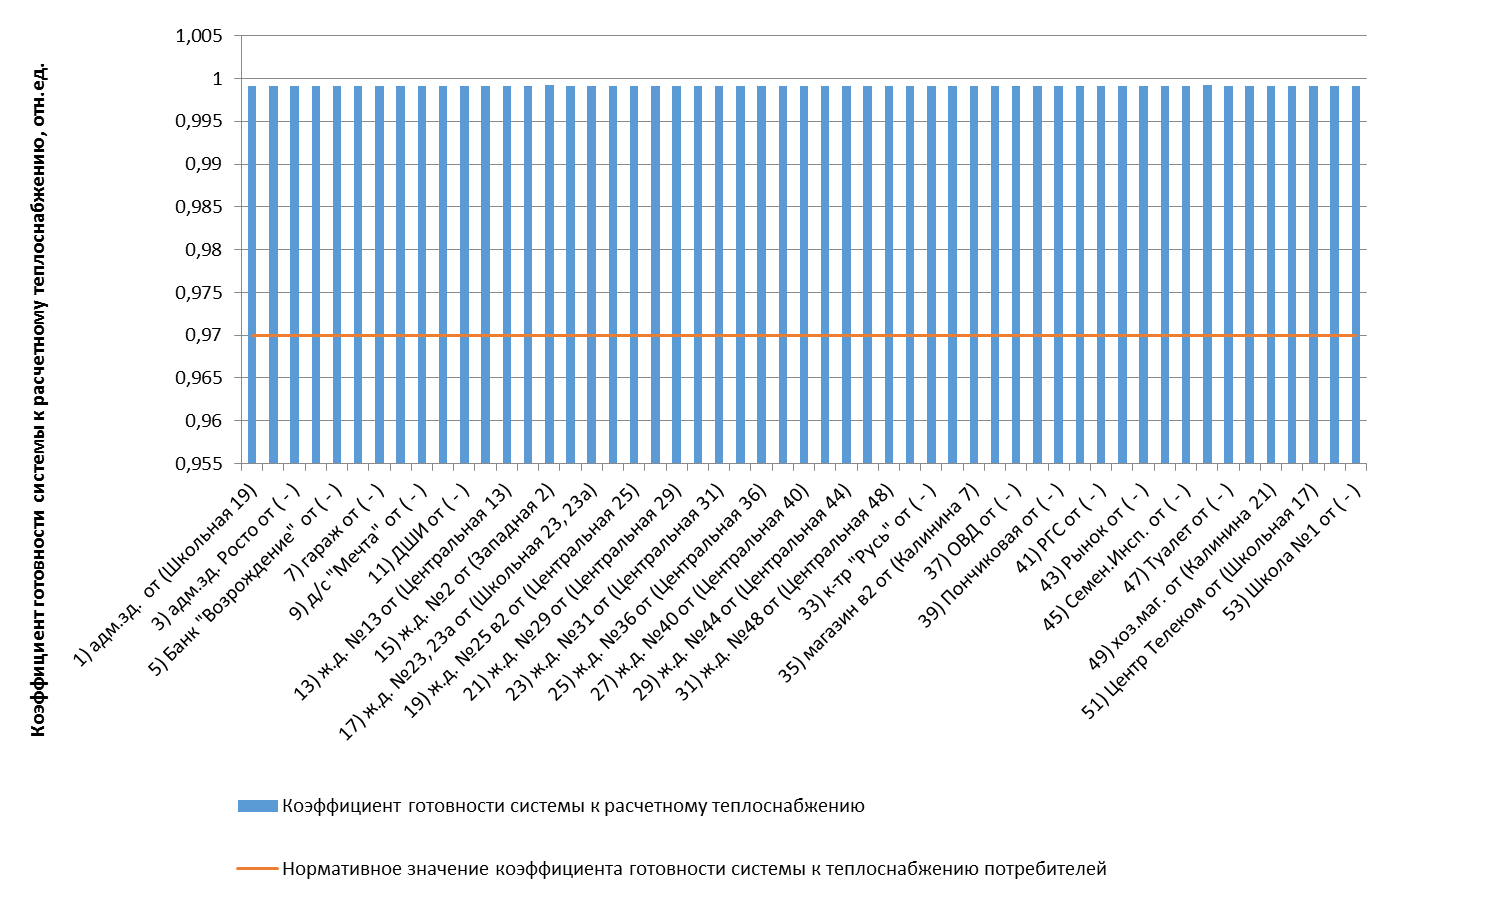 Коэффициент готовности системы к расчетному теплоснабжению, отн.ед.
1,005
1
0,995
0,99
0,985
0,98
0,975
0,97
0,965
0,96
0,955
1) адм.зд.  от (Школьная 19)
3) адм.зд. Росто от ( - )
5) Банк "Возрождение" от ( - )
7) гараж от ( - )
9) д/с "Мечта" от ( - )
11) ДШИ от ( - )
13) ж.д. №13 от (Центральная 13)
15) ж.д. №2 от (Западная 2)
17) ж.д. №23, 23а от (Школьная 23, 23а)
19) ж.д. №25 в2 от (Центральная 25)
21) ж.д. №29 от (Центральная 29)
23) ж.д. №31 от (Центральная 31)
25) ж.д. №36 от (Центральная 36)
27) ж.д. №40 от (Центральная 40)
29) ж.д. №44 от (Центральная 44)
31) ж.д. №48 от (Центральная 48)
33) к-тр "Русь" от ( - )
35) магазин в2 от (Калинина 7)
37) ОВД от ( - )
39) Пончиковая от ( - )
41) РГС от ( - )
43) Рынок от ( - )
45) Семен.Инсп. от ( - )
47) Туалет от ( - )
49) хоз.маг. от (Калинина 21)
51) Центр Телеком от (Школьная 17)
53) Школа №1 от ( - )
Коэффициент готовности системы к расчетному теплоснабжению
Нормативное значение коэффициента готовности системы к теплоснабжению потребителей